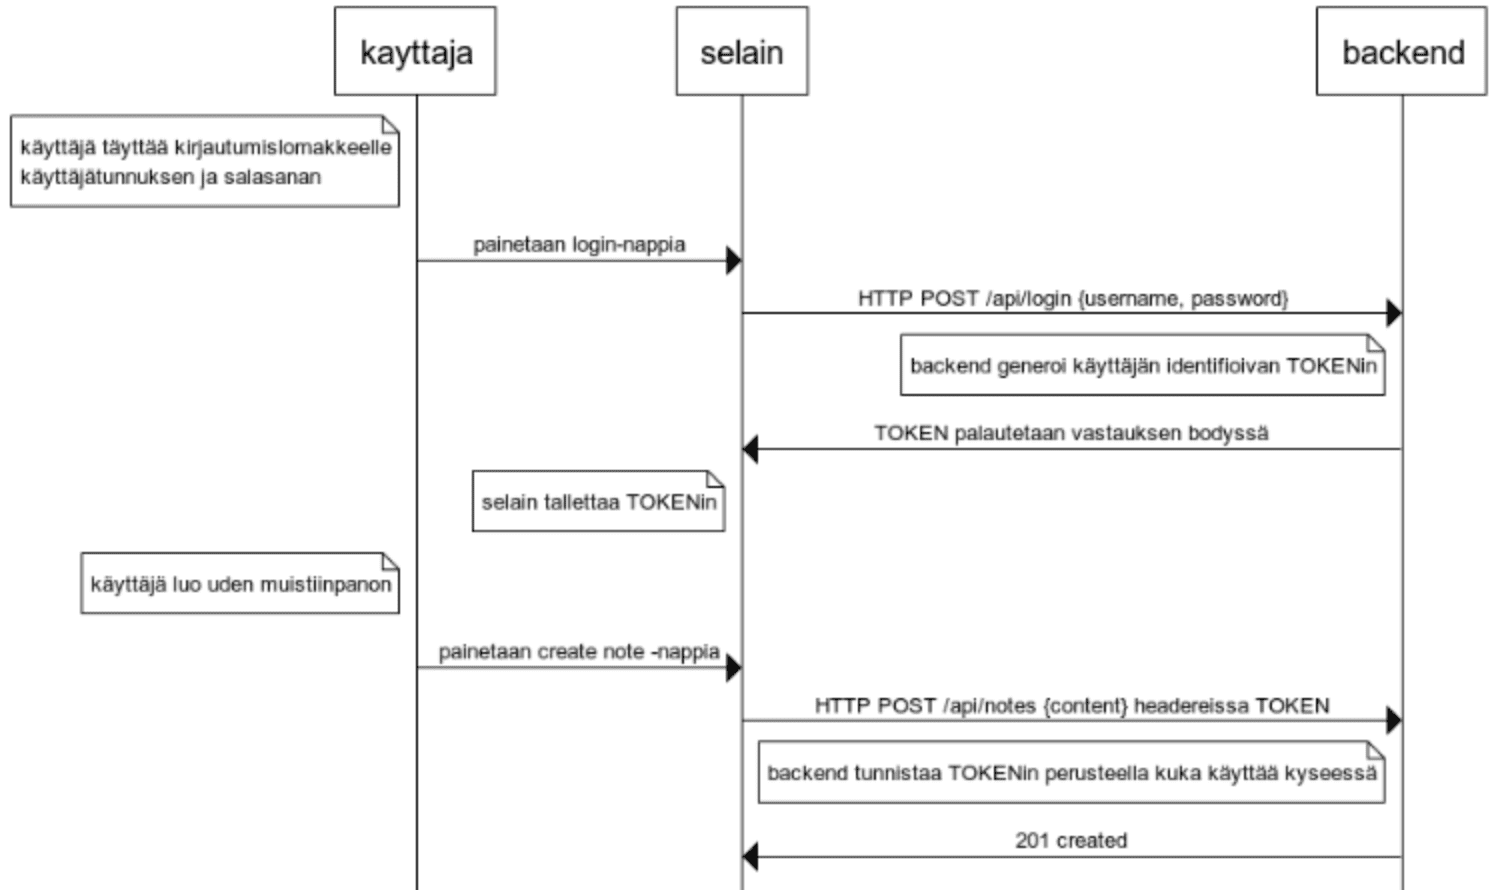 kayttaja
selain
backend
käyttäjä täyttää kirjautumislomakkeelle
käyttäjätunnuksen ja salasanan
painetaan login-nappia
HTTP POST /api/login {username, password}
backend generoi käyttäjän identifioivan TOKENin
TOKEN palautetaan vastauksen bodyssä
selain tallettaa TOKENin
käyttäjä luo uden muistiinpanon
painetaan create note -nappia
HTTP POST /api/notes {content} headereissa TOKEN
backend tunnistaa TOKENin perusteella kuka käyttää kyseessä
201 created